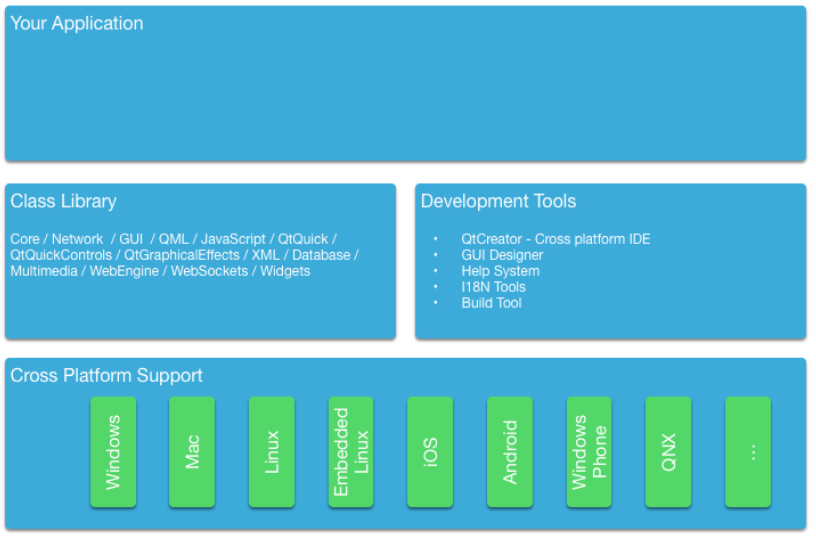 Your Application
Class Library
Core / Network  / GUI  / QML / JavaScript / QtQuick /
QtQuickControls / QtGraphicalEffects / XML / Database /
Multimedia / WebEngine / WebSockets / Widgets
Development Tools
• QtCreator - Cross platform IDE
• GUI Designer
• Help System
• I18N Tools
• Build Tool
Cross Platform Support
Windows
Mac
Linux
Embedded
Linux
iOS
Android
Windows
Phone
QNX
...